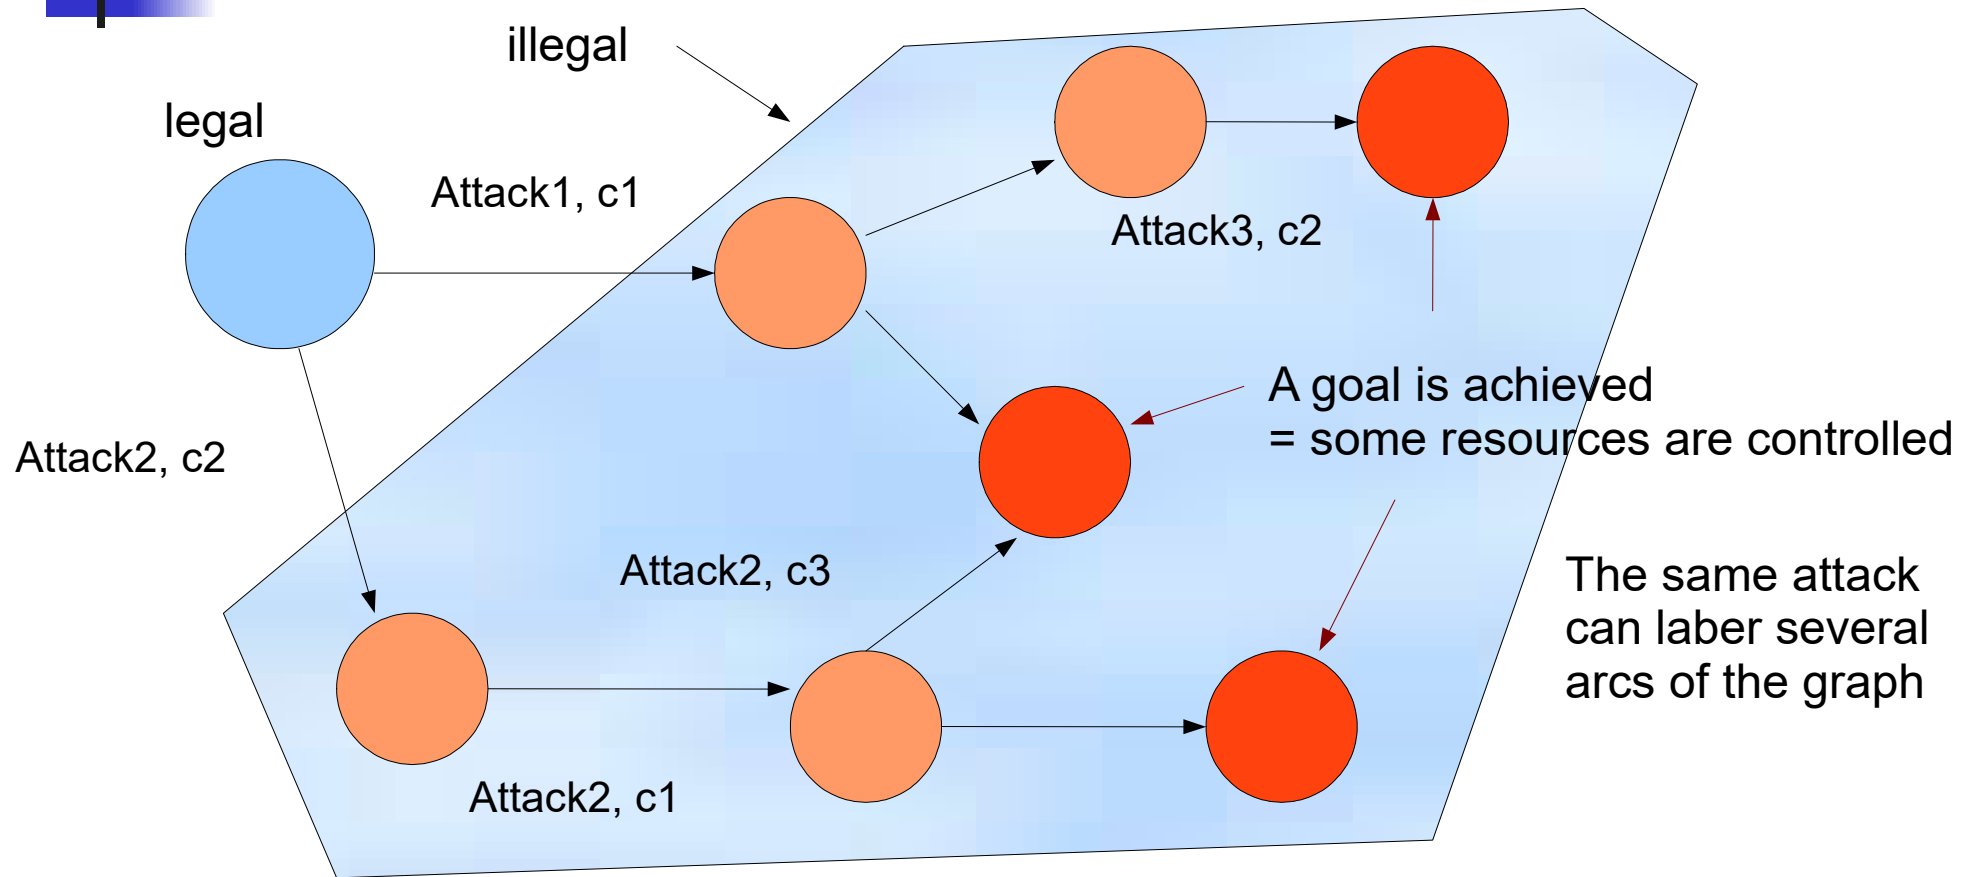 illegal
legal
Attack1, c1
Attack3, c2
A goal is achieved
= some resources are controlled
Attack2, c2
Attack2, c3
The same attack
can laber several
arcs of the graph
Attack2, c1